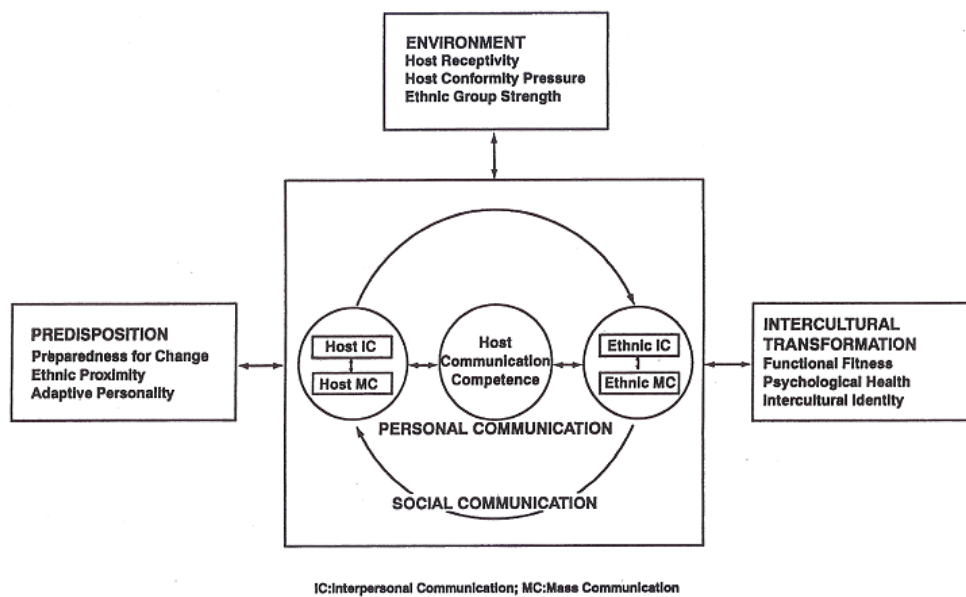 ENVIRONMENT
Host Receptivity
Host Conformity Pressure
Ethnic Group Strength
PREDISPOSITION
Preparedness for Change
Ethnic Proximity
Adaptive Personality
Host IC
Host MC
Host
Communication
Competence
Ethnic IC
Ethnic MC
INTERCULTURAL
TRANSFORMATION
Functional Fitness
Psychological Health
Intercultural Identity
PERSONAL COMMUNICATION
SOCIAL COMMUNICATION
IC:Interpersonal Communication; MC:Mass Communication